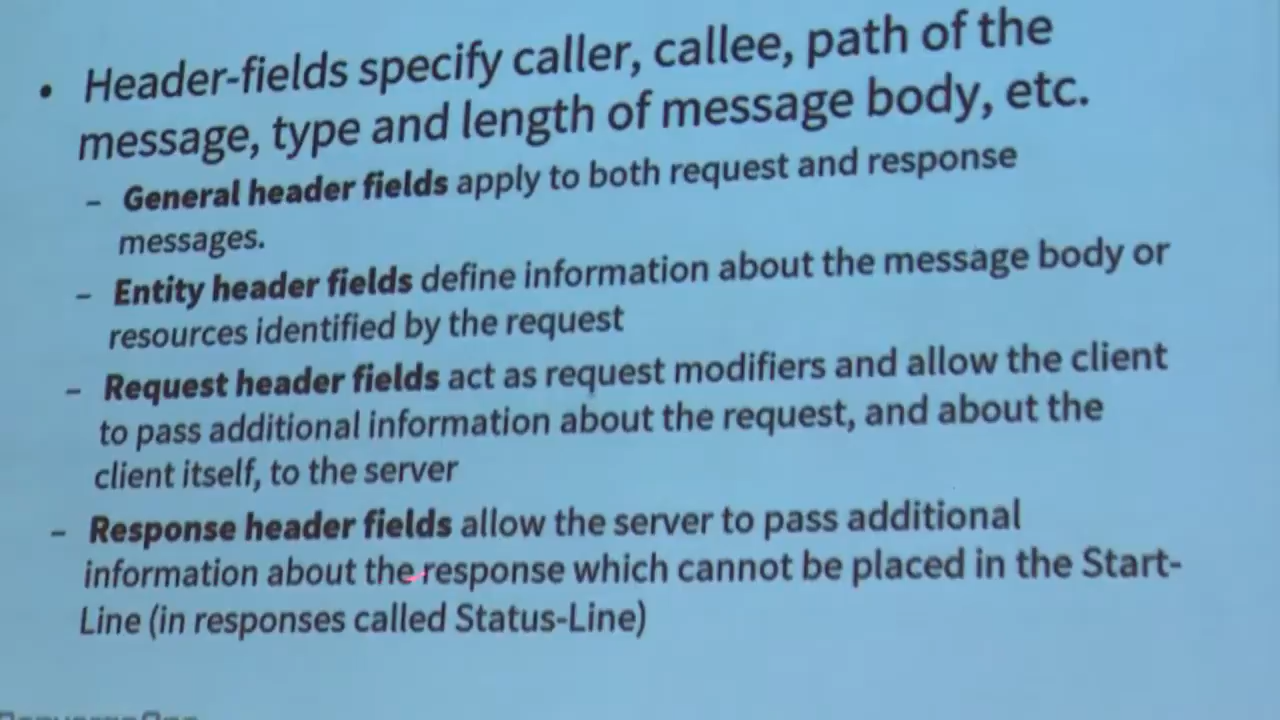 • Header-fields specify caller, callee, path of the
message, type and length of message body, etc.
– General header fields apply to both request and response
messages.
– Entity header fields define information about the message body or
resources identified by the request
– Request header fields act as request modifiers and allow the client
to pass additional information about the request, and about the
client itself, to the server
– Response header fields allow the server to pass additional
information about the response which cannot be placed in the Start-
Line (in responses called Status-Line)